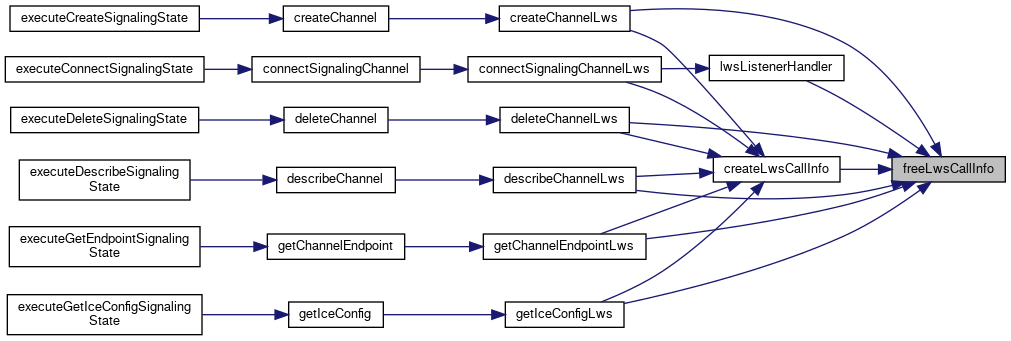 executeCreateSignalingState
createChannel
createChannelLws
executeConnectSignalingState
connectSignalingChannel
connectSignalingChannelLws
lwsListenerHandler
executeDeleteSignalingState
deleteChannel
deleteChannelLws
executeDescribeSignaling
State
describeChannel
describeChannelLws
createLwsCallInfo
freeLwsCallInfo
executeGetEndpointSignaling
State
getChannelEndpoint
getChannelEndpointLws
executeGetIceConfigSignaling
State
getIceConfig
getIceConfigLws